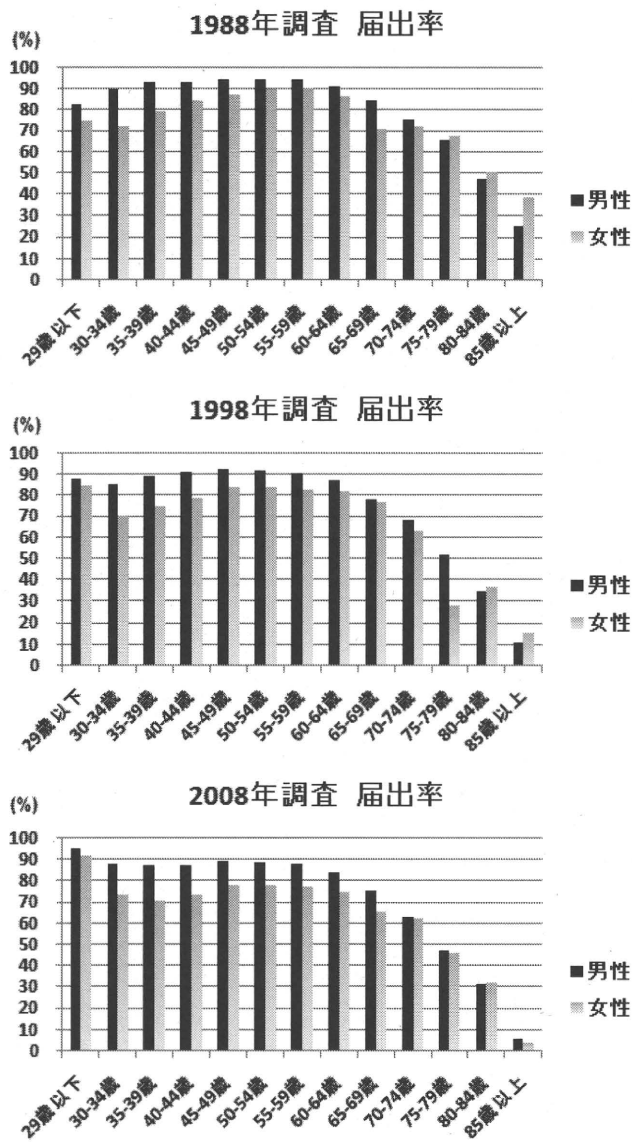 1988年調査 届出率
(%)
100
90
80
70
60
50
40
30
20
10
0
男性
女性
29歳以下
30-34歳
35-39歳
40-44歳
45-49歳
50-54歳
55-59歳
60-64歳
65-69歳
70-74歳
75-79歳
80-84歳
85歳以上
1998年調査 届出率
(%)
100
90
80
70
60
50
40
30
20
10
0
男性
女性
29歳以下
30-34歳
35-39歳
40-44歳
45-49歳
50-54歳
55-59歳
60-64歳
65-69歳
70-74歳
75-79歳
80-84歳
85歳以上
2008年調査 届出率
(%)
100
90
80
70
60
50
40
30
20
10
0
男性
女性
29歳以下
30-34歳
35-39歳
40-44歳
45-49歳
50-54歳
55-59歳
60-64歳
65-69歳
70-74歳
75-79歳
80-84歳
85歳以上